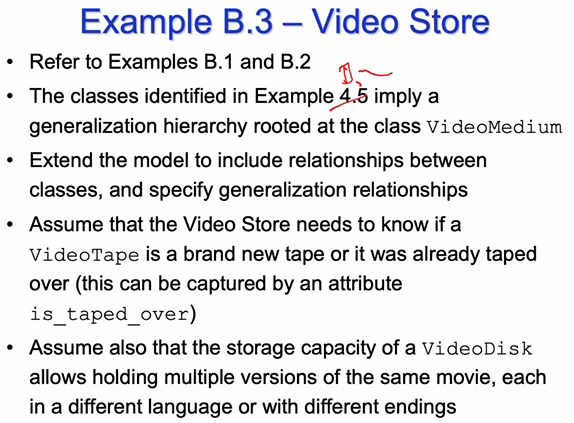 Example B.3 – Video Store
• Refer to Examples B.1 and B.2
• The classes identified in Example 4.5 imply a
generalization hierarchy rooted at the class VideoMedium
• Extend the model to include relationships between
classes, and specify generalization relationships
• Assume that the Video Store needs to know if a
VideoTape is a brand new tape or it was already taped
over (this can be captured by an attribute
is_taped_over)
• Assume also that the storage capacity of a VideoDisk
allows holding multiple versions of the same movie, each
in a different language or with different endings